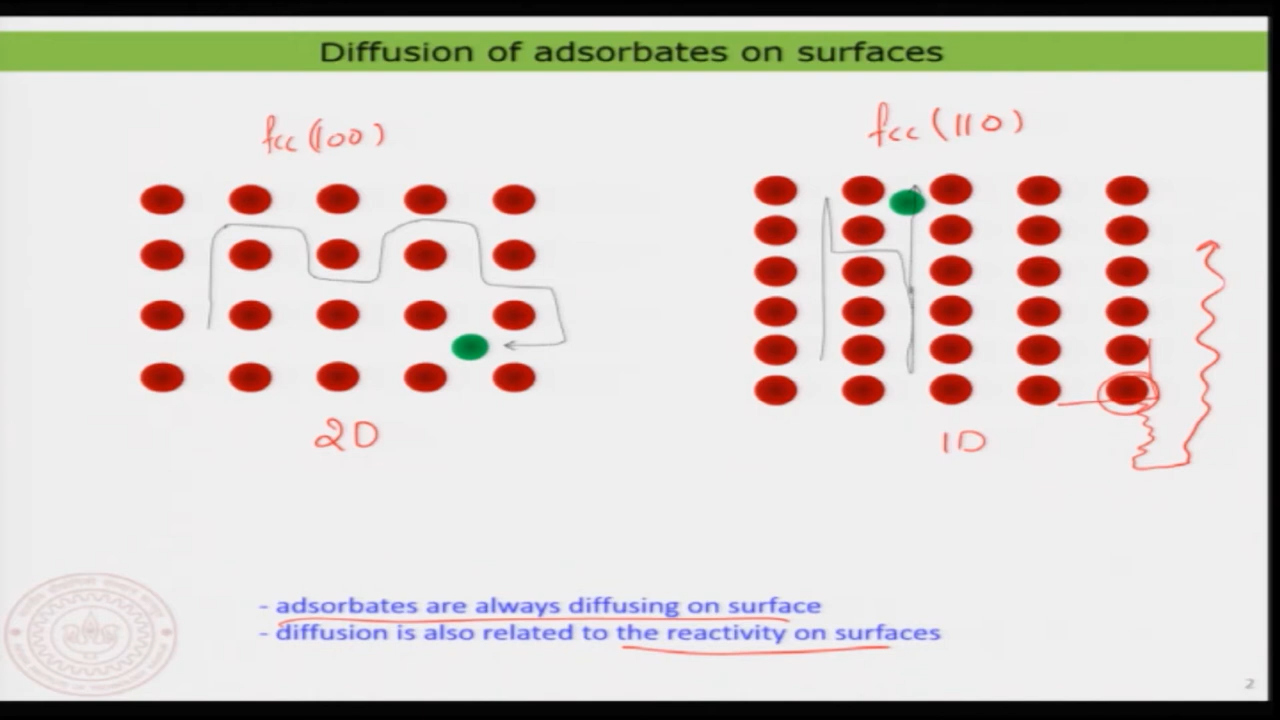 Diffusion of adsorbates on surfaces
fcc (100)
fcc (110)
2D
1D
- adsorbates are always diffusing on surface
- diffusion is also related to the reactivity on surfaces
2